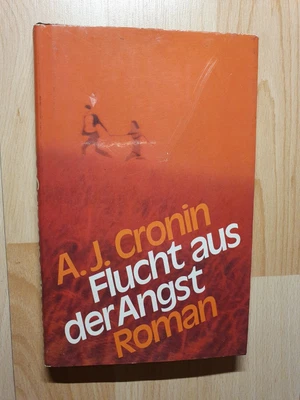 A. J. Cronin
Flucht aus
der Angst
Roman